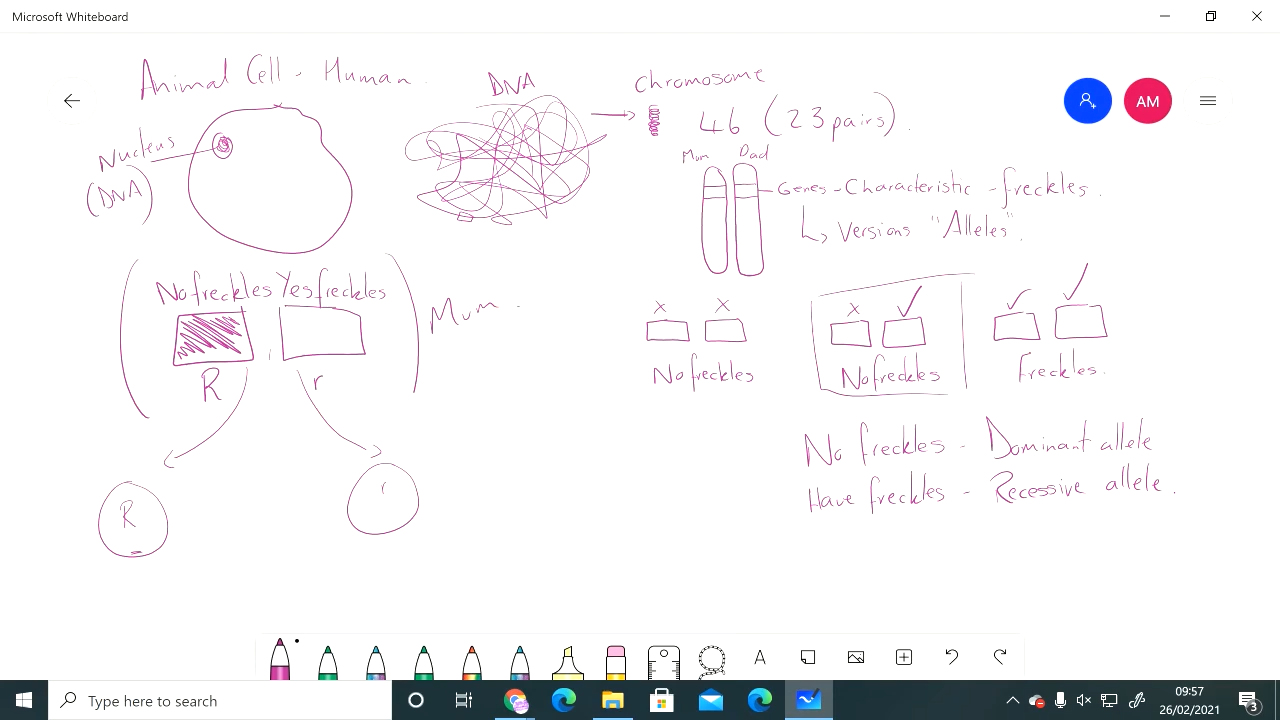 Microsoft Whiteboard
Animal Cell - Human.
DNA
Chromosome
AM
46 (23 pairs).
Nucleus
(DNA)
Mum Dad
Genes - Characteristic - freckles.
Versions "Alleles".
No freckles Yes freckles
Mum.
R r
x x
No freckles
x ✓
No freckles
✓ ✓
Freckles.
No freckles - Dominant allele
Have freckles - Recessive allele.
R
r
A
Type here to search
09:57
26/02/2021
3